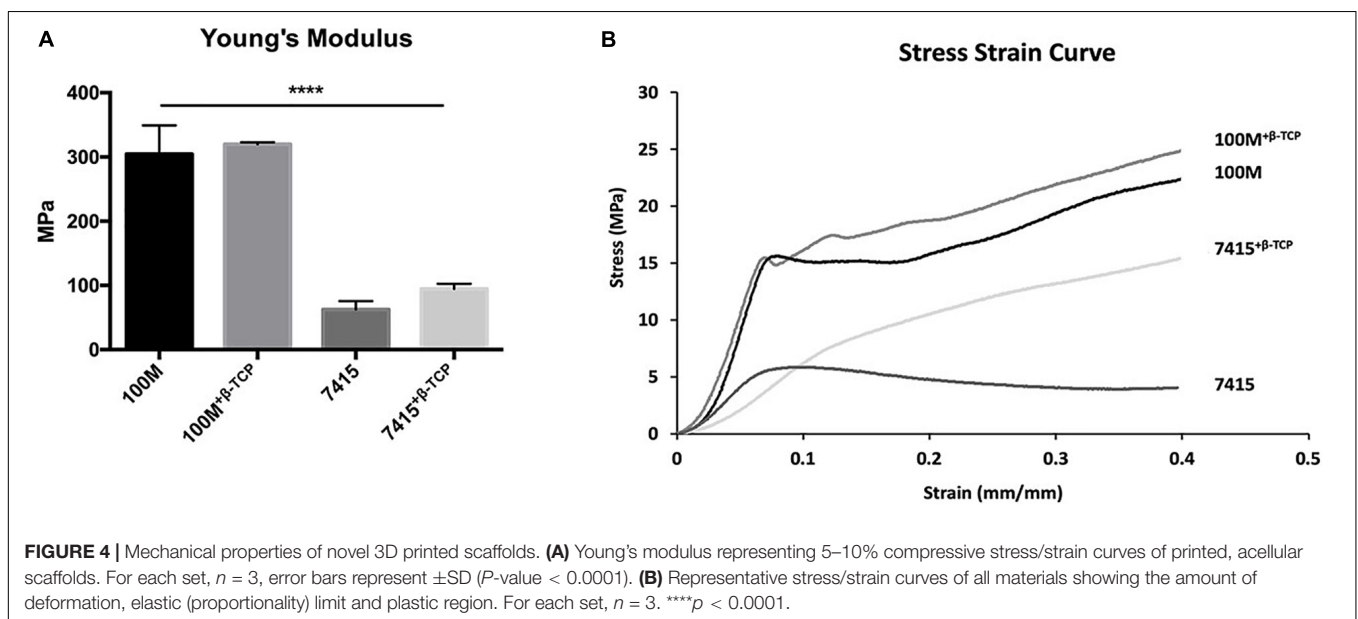 A
Young's Modulus
****
400
300
200
100
0
MPa
100M
100M+β-TCP
7415
7415+β-TCP
B
Stress Strain Curve
30
25
20
15
10
5
0
Stress (MPa)
0
0.1
0.2
0.3
0.4
0.5
Strain (mm/mm)
100M+β-TCP
100M
7415+β-TCP
7415
FIGURE 4 | Mechanical properties of novel 3D printed scaffolds. (A) Young's modulus representing 5–10% compressive stress/strain curves of printed, acellular
scaffolds. For each set, n = 3, error bars represent ±SD (P-value < 0.0001). (B) Representative stress/strain curves of all materials showing the amount of
deformation, elastic (proportionality) limit and plastic region. For each set, n = 3. ****p < 0.0001.